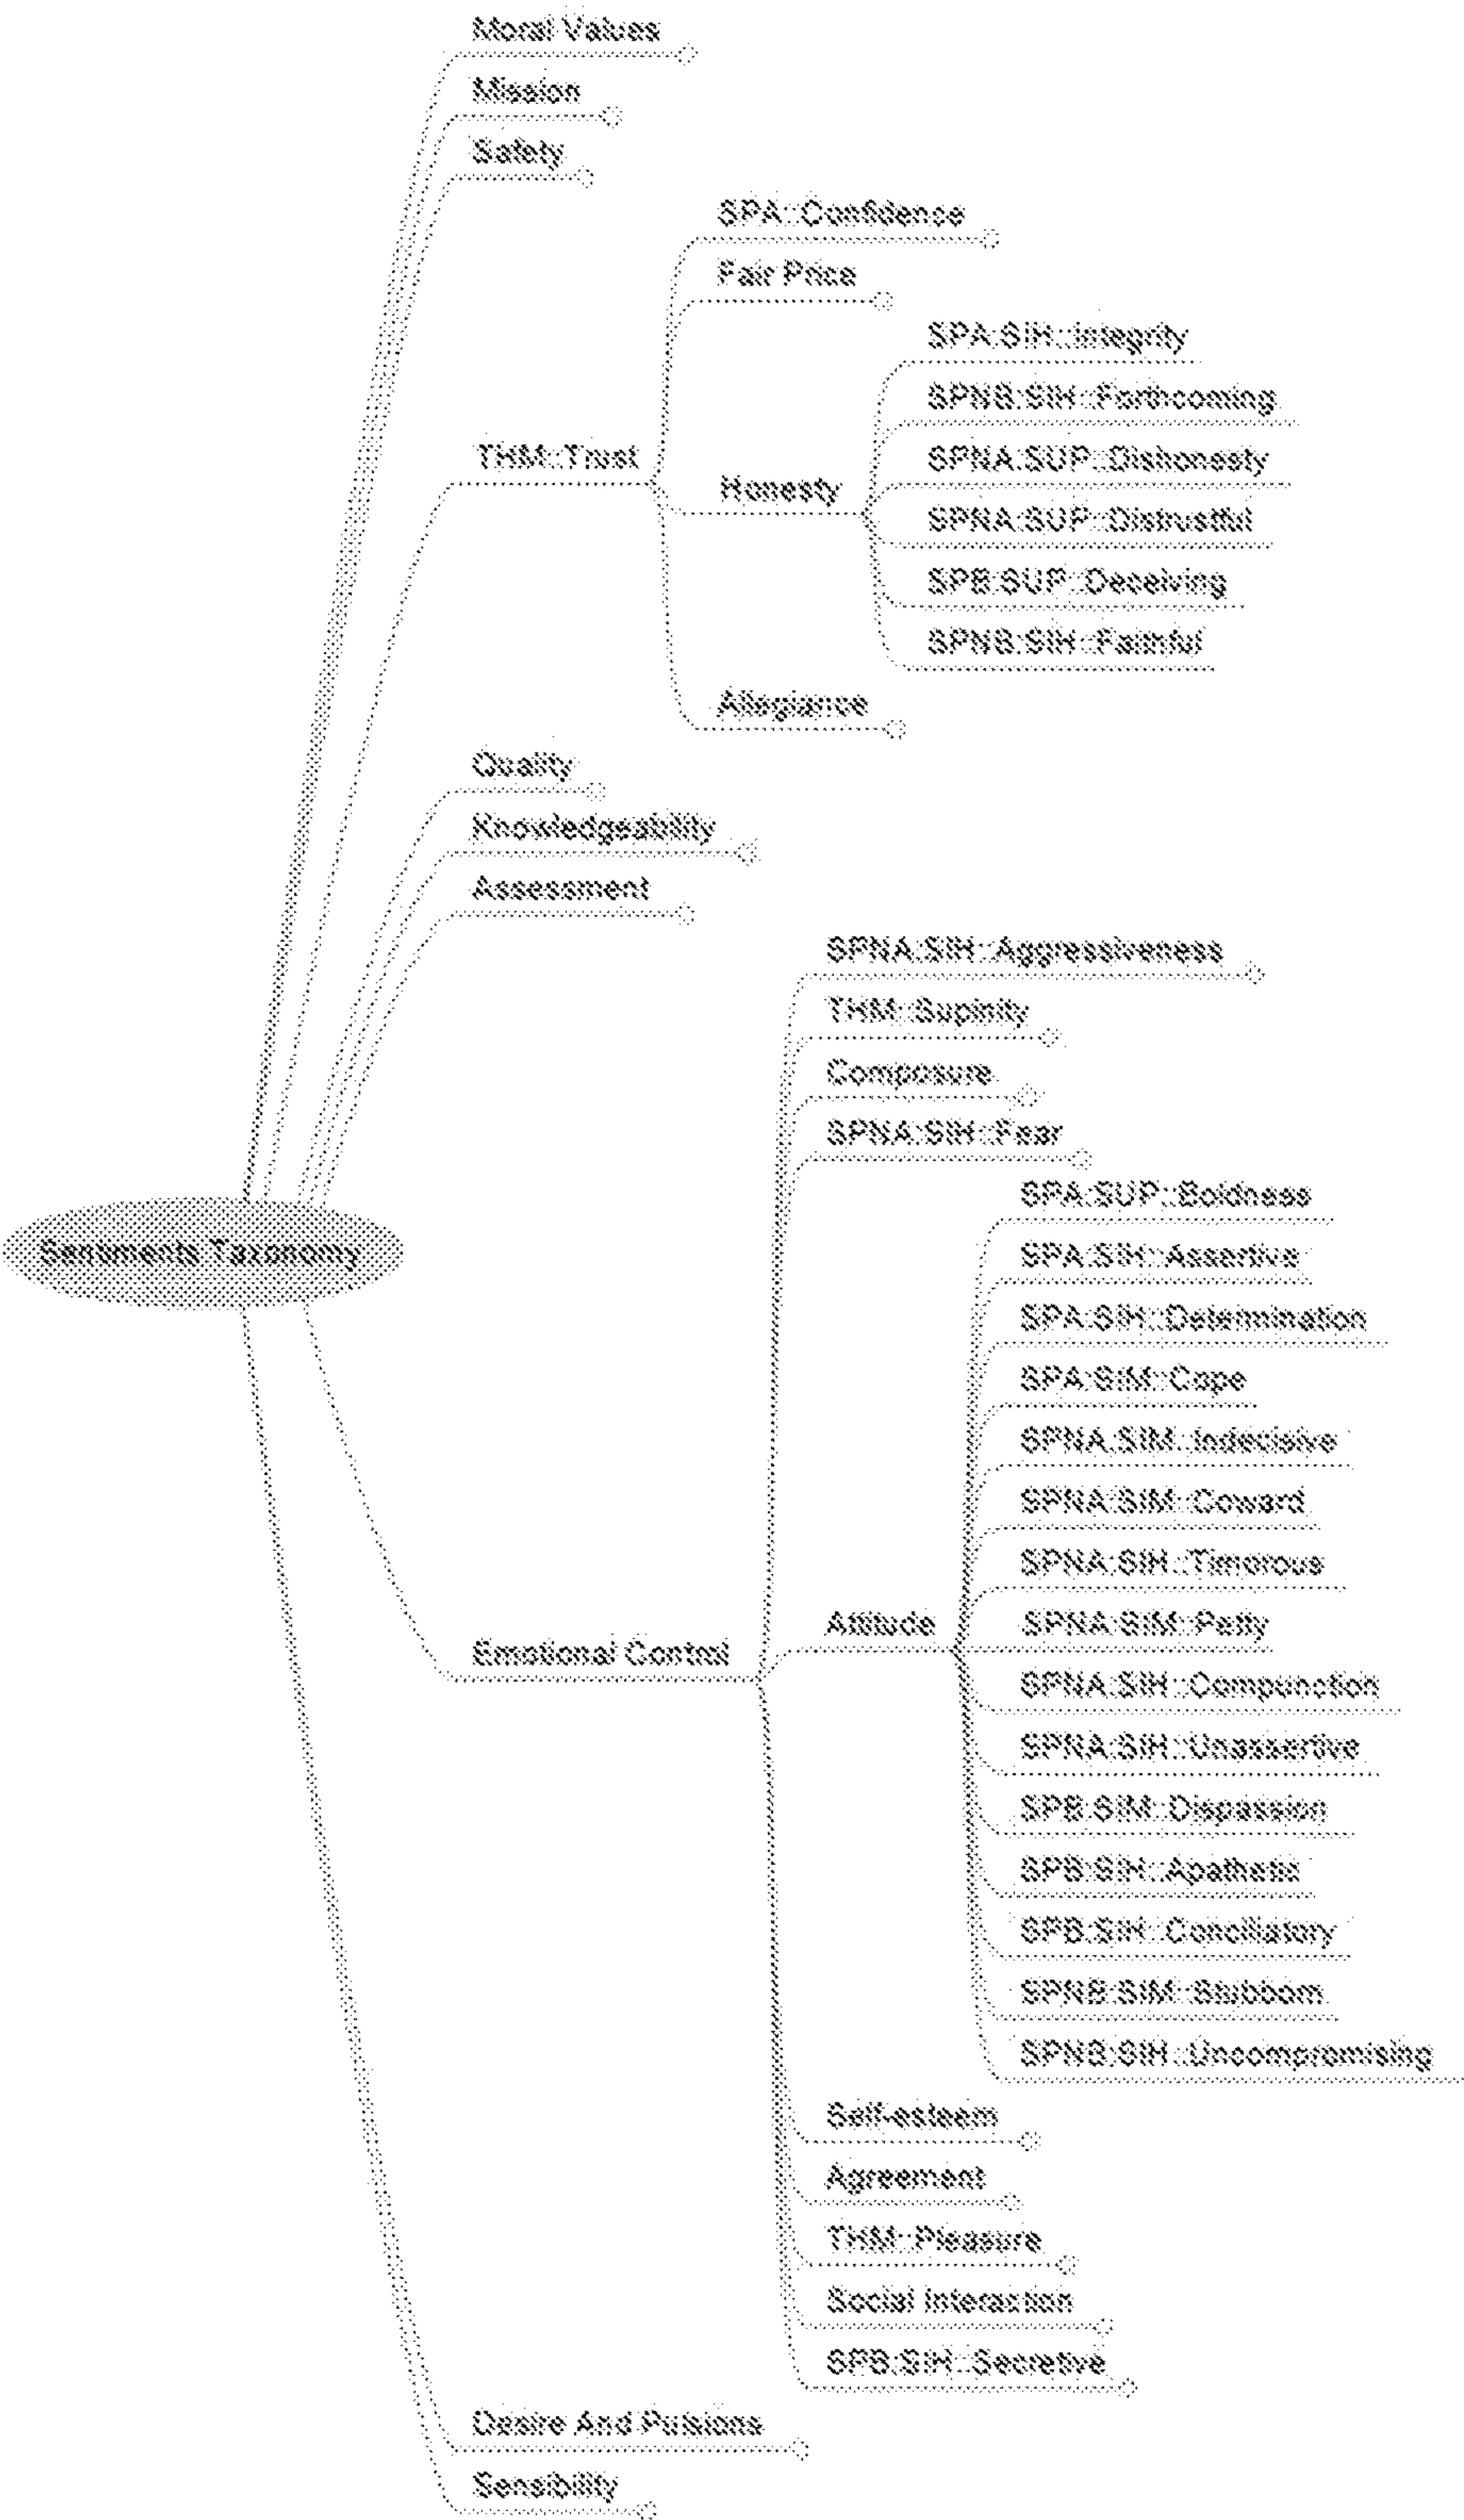 Moral Values
Mission
Safety
SPA::Confidence
Fair Price
SPA:SIH::Integrity
SPNB:SIH::Forthcoming
THM::Trust
SPNA:SUP::Dishonesty
Honesty
SPNA:SUP::Distrustful
SPB:SUP::Deceiving
SPNB:SIH::Faithful
Allegiance
Quality
Knowledgeability
Assessment
SPNA:SIH::Aggressiveness
THM::Supinity
Composure
SPNA:SIH::Fear
SPA:SUP::Boldness
Sentiments Taxonomy
SPA:SIH::Assertive
SPA:SIH::Determination
SPA:SIM::Cope
SPNA:SIM::Indecisive
SPNA:SIM::Coward
SPNA:SIH::Timorous
Attitude
SPNA:SIM::Petty
Emotional Control
SPNA:SIH::Compunction
SPNA:SIH::Unassertive
SPB:SIM::Dispassion
SPB:SIH::Apathetic
SPB:SIH::Conciliatory
SPNB:SIM::Stubborn
SPNB:SIH::Uncompromising
Self-esteem
Agreement
THM::Pleasure
Social Interaction
SPB:SIH::Secretive
Desire And Pulsions
Sensibility